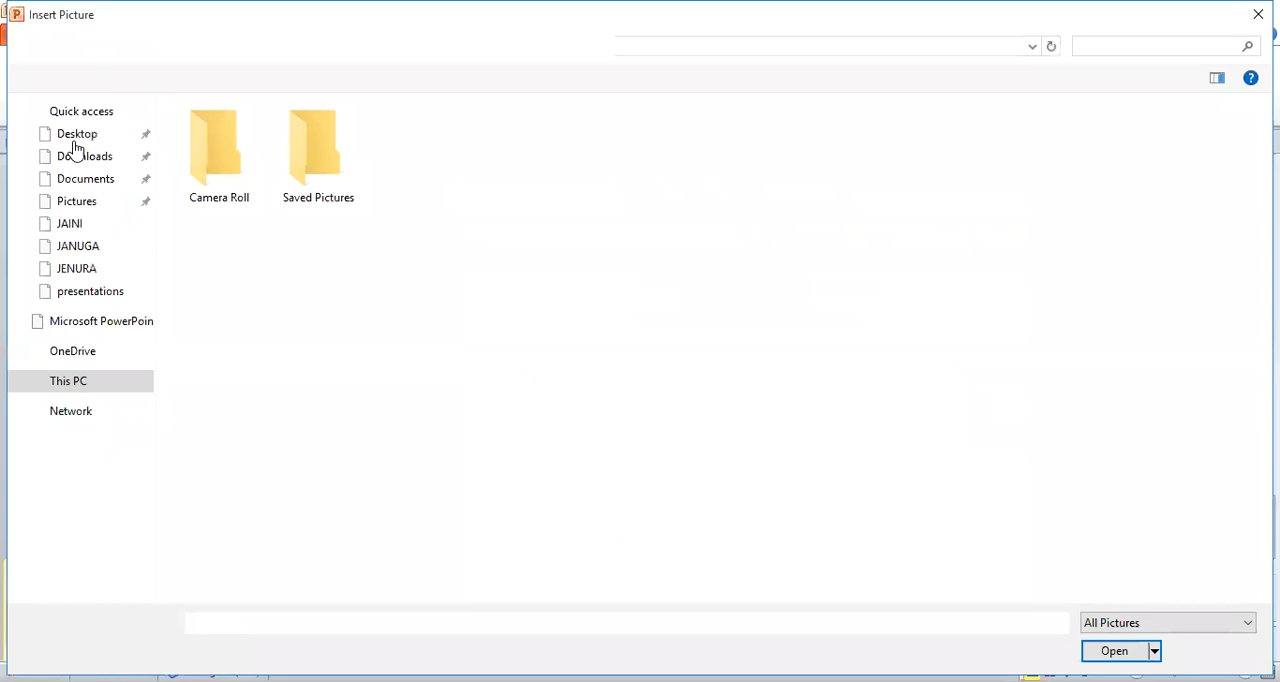 Insert Picture
Quick access
Desktop
Downloads
Documents
Pictures
JAINI
JANUGA
JENURA
presentations
Microsoft PowerPoin
OneDrive
This PC
Network
Camera Roll
Saved Pictures
All Pictures
Open